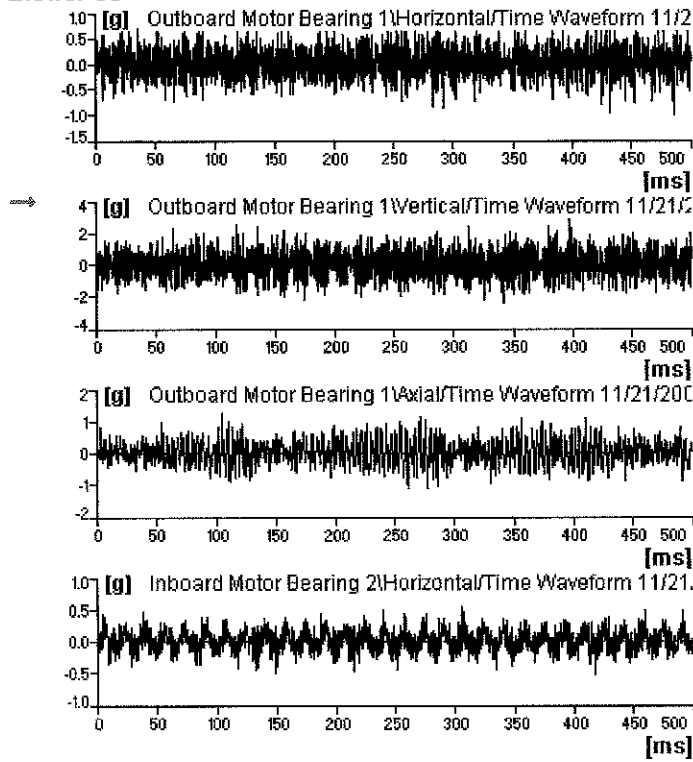 1.0 [g] Outboard Motor Bearing 1\Horizontal/Time Waveform 11/2
0.5
0.0
-0.5
-1.0
-1.5
0 50 100 150 200 250 300 350 400 450 500
[ms]
4 [g] Outboard Motor Bearing 1\Vertical/Time Waveform 11/21/2
2
0
-2
-4
0 50 100 150 200 250 300 350 400 450 500
[ms]
2 [g] Outboard Motor Bearing 1\Axial/Time Waveform 11/21/200
1
0
-1
-2
0 50 100 150 200 250 300 350 400 450 500
[ms]
1.0 [g] Inboard Motor Bearing 2\Horizontal/Time Waveform 11/21.
0.5
0.0
-0.5
-1.0
0 50 100 150 200 250 300 350 400 450 500
[ms]